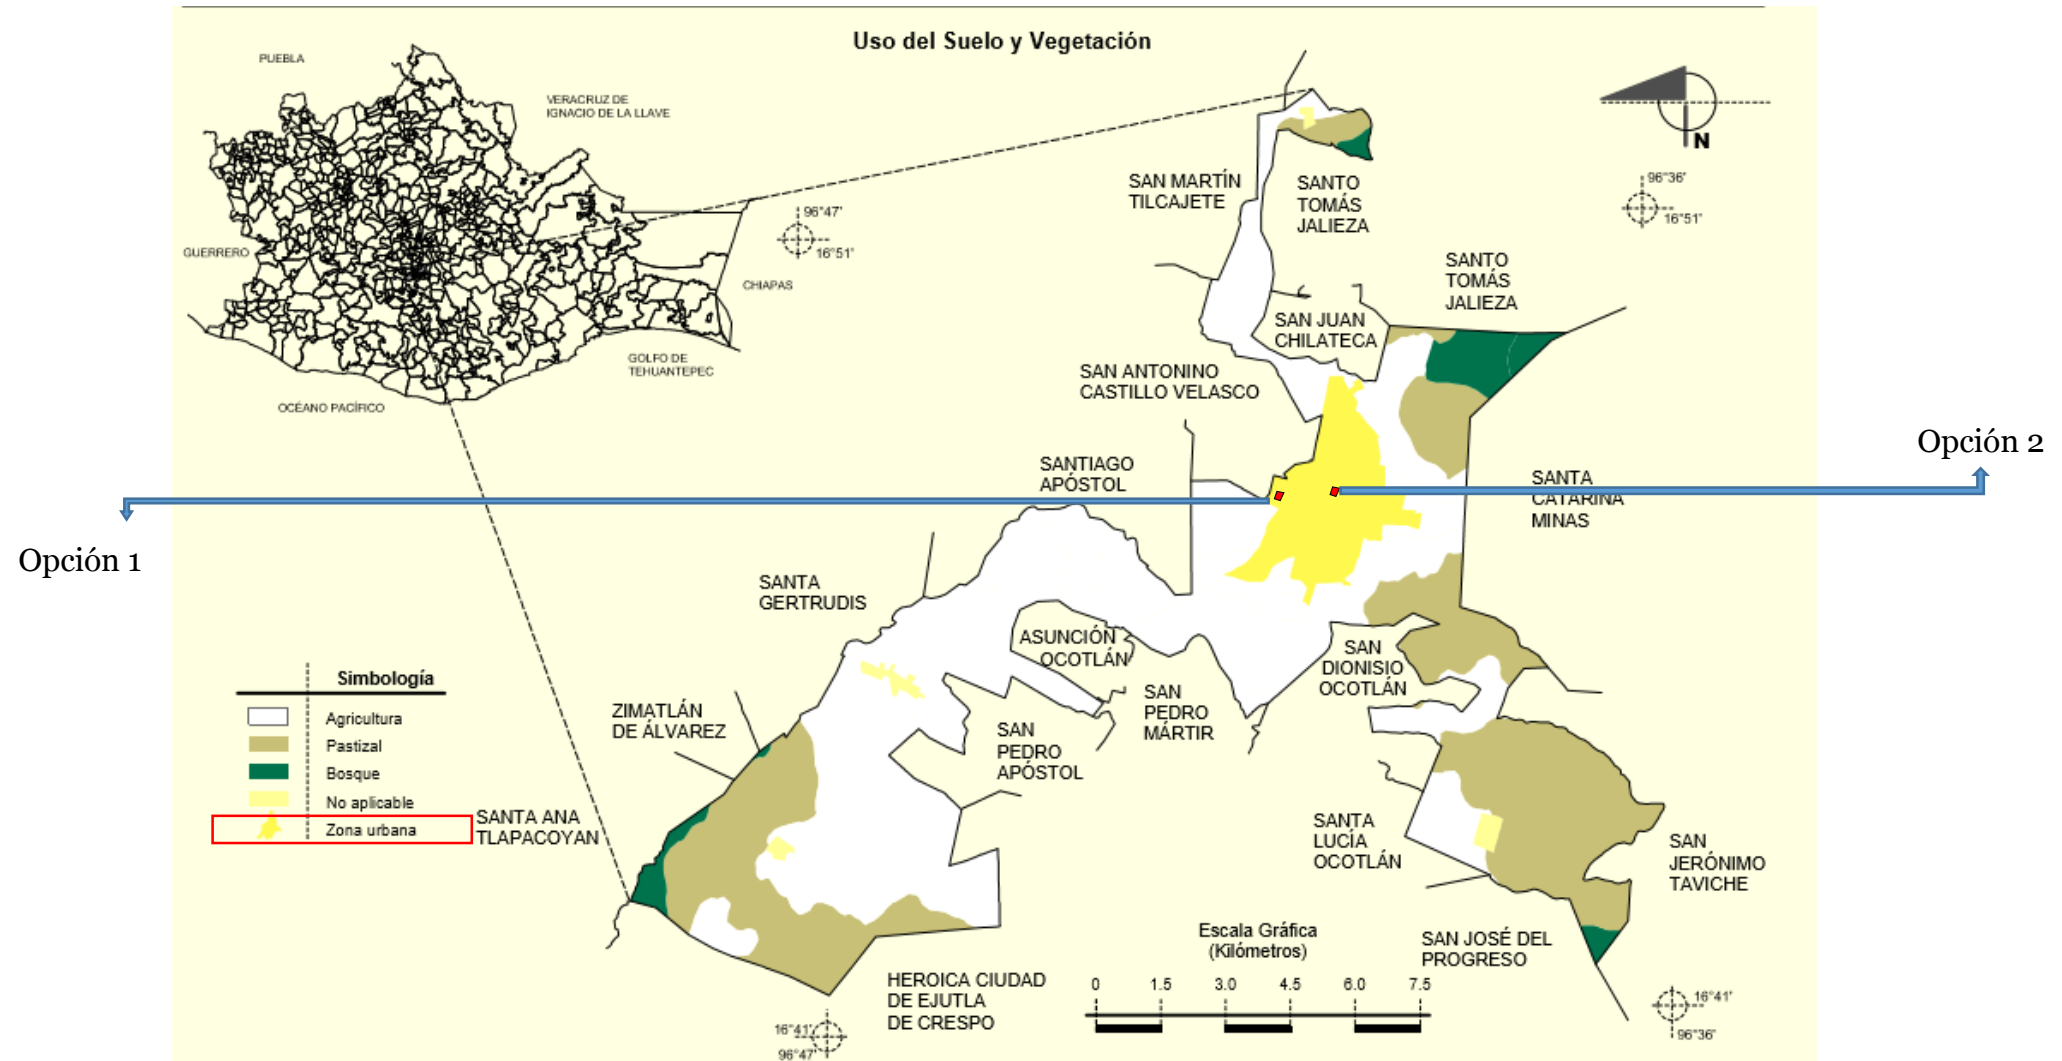 Uso del Suelo y Vegetación
PUEBLA
VERACRUZ DE
IGNACIO DE LA LLAVE
GUERRERO
CHIAPAS
GOLFO DE
TEHUANTEPEC
OCÉANO PACÍFICO
96°47'
16°51'
N
96°36'
16°51'
SAN MARTÍN
TILCAJETE
SANTO
TOMÁS
JALIEZA
SANTO
TOMÁS
JALIEZA
SAN JUAN
CHILATECA
SAN ANTONINO
CASTILLO VELASCO
SANTIAGO
APÓSTOL
SANTA
CATARINA
MINAS
Opción 2
Opción 1
SANTA
GERTRUDIS
ASUNCIÓN
OCOTLÁN
SAN
DIONISIO
OCOTLÁN
ZIMATLÁN
DE ÁLVAREZ
SAN
PEDRO
MÁRTIR
SAN
PEDRO
APÓSTOL
Simbología
Agricultura
Pastizal
Bosque
No aplicable
Zona urbana
SANTA ANA
TLAPACOYAN
SANTA
LUCÍA
OCOTLÁN
SAN
JERÓNIMO
TAVICHE
SAN JOSÉ DEL
PROGRESO
HEROICA CIUDAD
DE EJUTLA
DE CRESPO
Escala Gráfica
(Kilómetros)
0 1.5 3.0 4.5 6.0 7.5
16°41'
96°47'
16°41'
96°36'